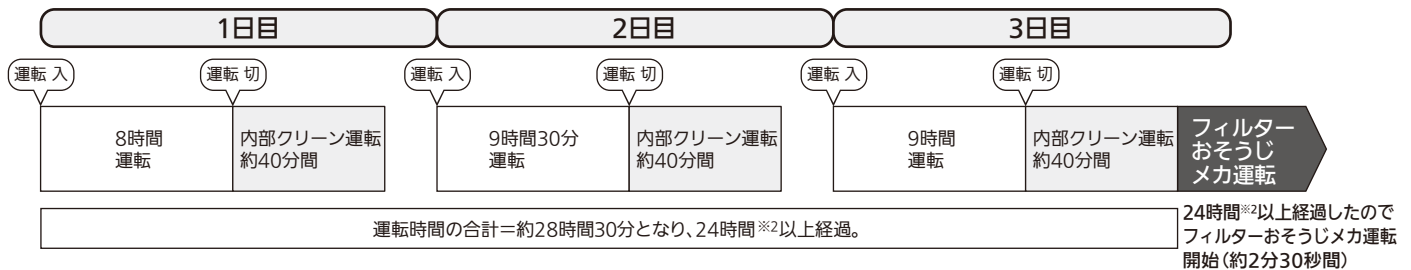 1日目
2日目
3日目
運転 入
運転 切
運転 入
運転 切
運転 入
運転 切
8時間
運転
内部クリーン運転
約40分間
9時間30分
運転
内部クリーン運転
約40分間
9時間
運転
内部クリーン運転
約40分間
フィルター
おそうじ
メカ運転
運転時間の合計＝約28時間30分となり、24時間※2以上経過。
24時間※2以上経過したので
フィルターおそうじメカ運転
開始（約2分30秒間）